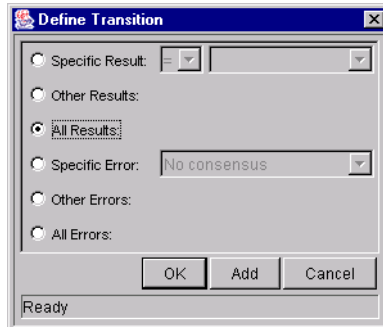 Define Transition
Specific Result: =
Other Results:
All Results:
Specific Error: No consensus
Other Errors:
All Errors:
OK Add Cancel
Ready